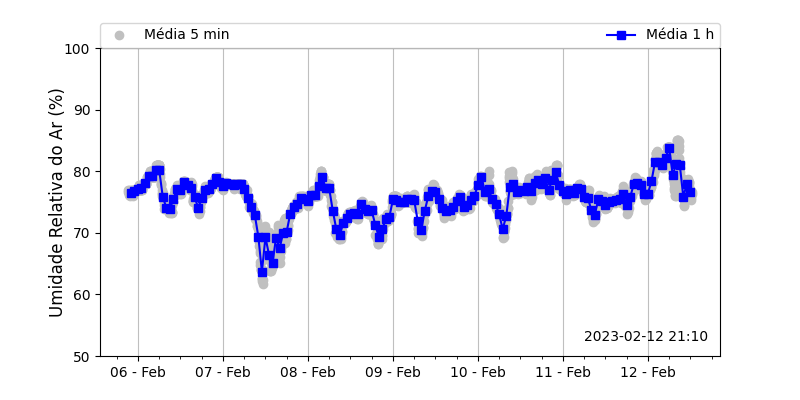 Média 5 min
Média 1 h
Umidade Relativa do Ar (%)
100
90
80
70
60
50
2023-02-12 21:10
06 - Feb
07 - Feb
08 - Feb
09 - Feb
10 - Feb
11 - Feb
12 - Feb